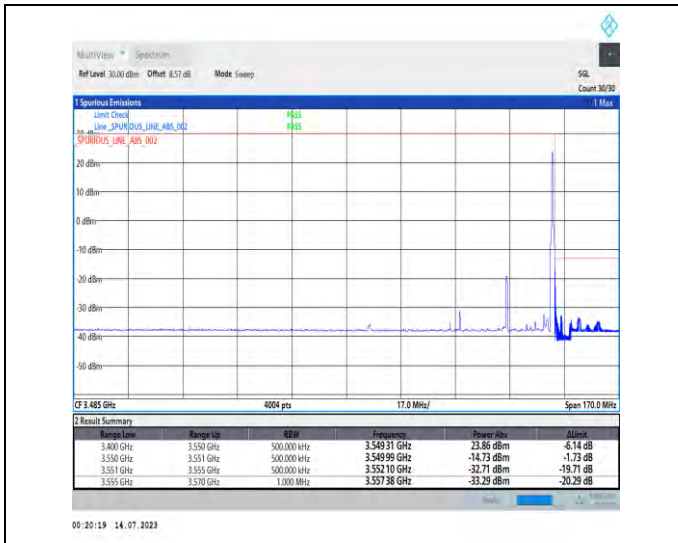 MultiView Spectrum
Ref Level 30.00 dBm Offset 8.57 dB Mode Sweep SGL
Count 30/30
1 Spurious Emissions 1 Max
Limit Check PASS
Line _SPURIOUS_LINE_ABS_002 PASS
_SPURIOUS_LINE_ABS_002
20 dBm
10 dBm
0 dBm
-10 dBm
-20 dBm
-30 dBm
-40 dBm
-50 dBm
CF 3.485 GHz 4004 pts 17.0 MHz/ Span 170.0 MHz
2 Result Summary
Range Low Range Up RBW Frequency Power Abs ΔLimit
3.400 GHz 3.550 GHz 500.000 kHz 3.549 31 GHz 23.86 dBm -6.14 dB
3.550 GHz 3.551 GHz 500.000 kHz 3.549 99 GHz -14.73 dBm -1.73 dB
3.551 GHz 3.555 GHz 500.000 kHz 3.552 10 GHz -32.71 dBm -19.71 dB
3.555 GHz 3.570 GHz 1.000 MHz 3.557 38 GHz -33.29 dBm -20.29 dB
00:20:19 14.07.2023